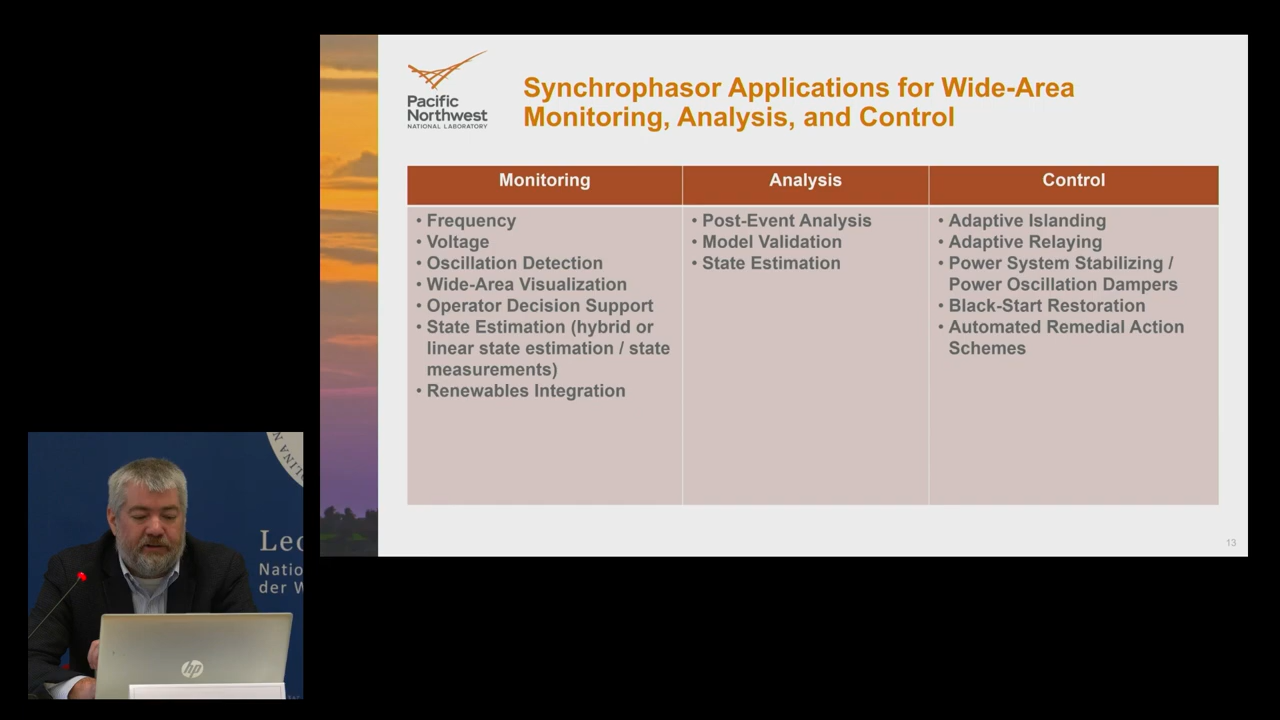 Pacific
Northwest
NATIONAL LABORATORY
Synchrophasor Applications for Wide-Area
Monitoring, Analysis, and Control
Monitoring
Analysis
Control
• Frequency
• Voltage
• Oscillation Detection
• Wide-Area Visualization
• Operator Decision Support
• State Estimation (hybrid or
linear state estimation / state
measurements)
• Renewables Integration
• Post-Event Analysis
• Model Validation
• State Estimation
• Adaptive Islanding
• Adaptive Relaying
• Power System Stabilizing /
Power Oscillation Dampers
• Black-Start Restoration
• Automated Remedial Action
Schemes
13
Leo
Natio
der W
hp